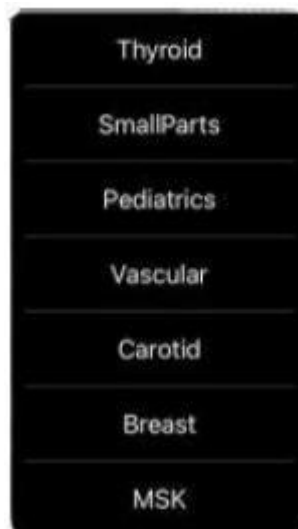 Thyroid
SmallParts
Pediatrics
Vascular
Carotid
Breast
MSK